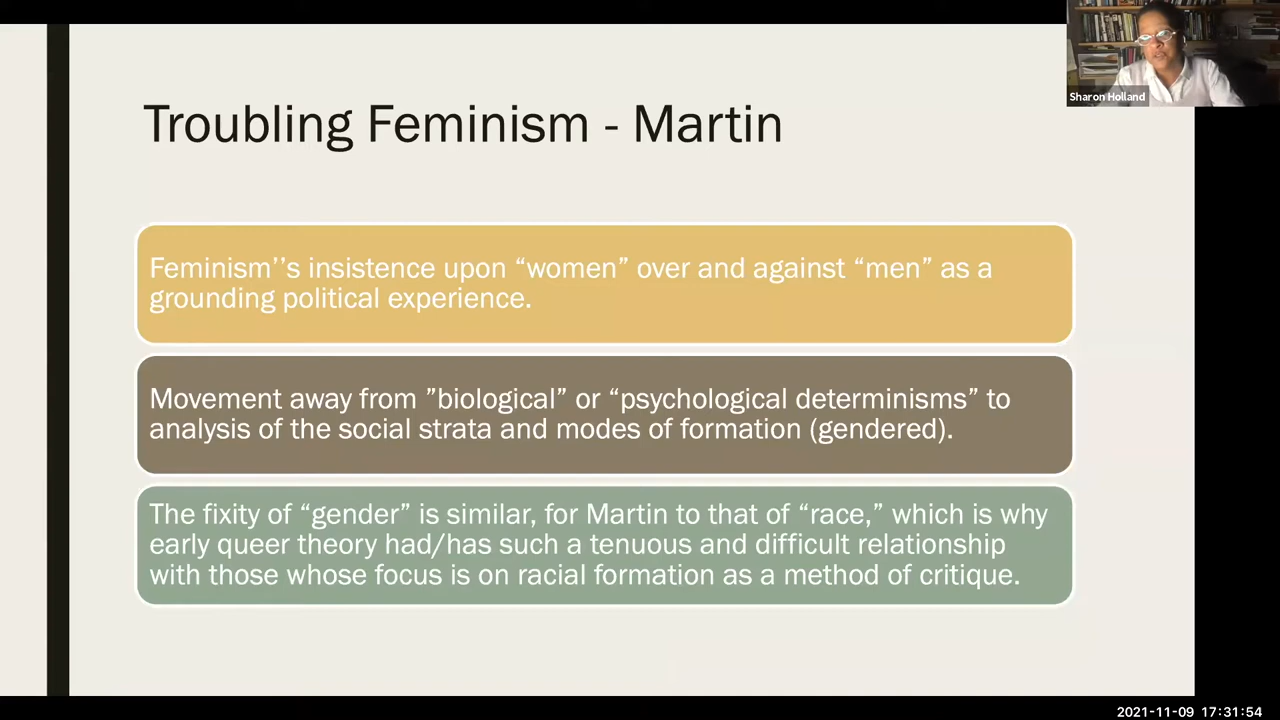 Sharon Holland
Troubling Feminism - Martin
Feminism’’s insistence upon “women” over and against “men” as a
grounding political experience.
Movement away from ”biological” or “psychological determinisms” to
analysis of the social strata and modes of formation (gendered).
The fixity of “gender” is similar, for Martin to that of “race,” which is why
early queer theory had/has such a tenuous and difficult relationship
with those whose focus is on racial formation as a method of critique.
2021-11-09 17:31:54